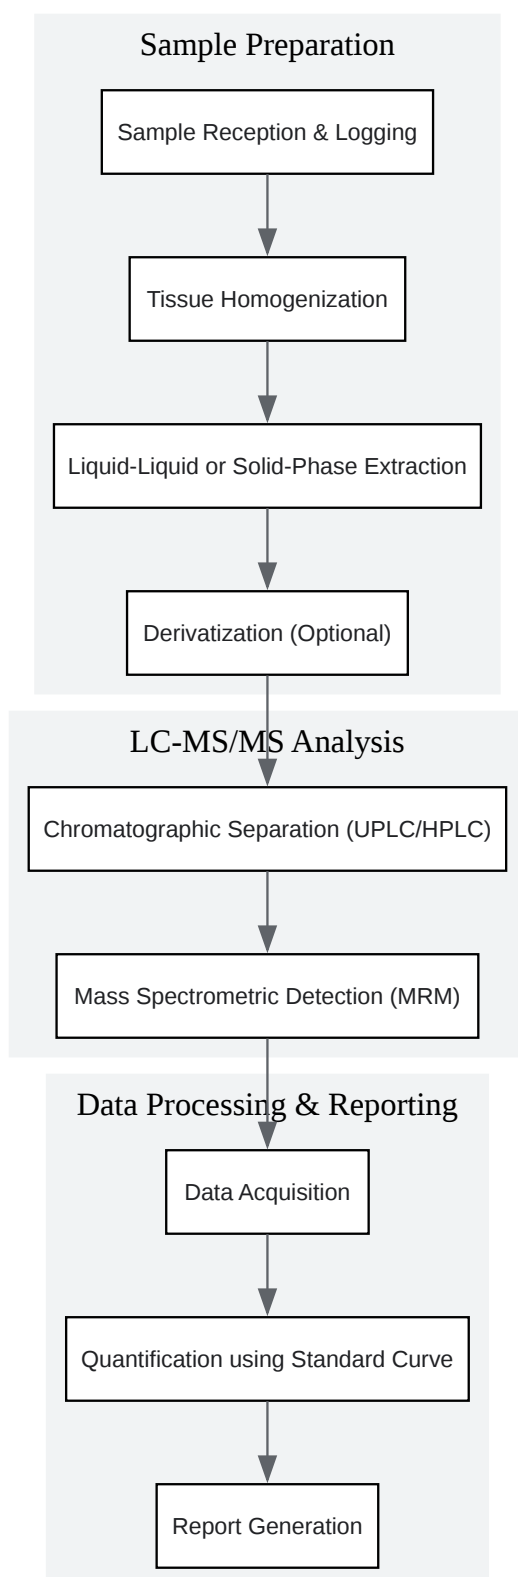 Sample Preparation
Sample Reception & Logging
Tissue Homogenization
Liquid-Liquid or Solid-Phase Extraction
Derivatization (Optional)
LC-MS/MS Analysis
Chromatographic Separation (UPLC/HPLC)
Mass Spectrometric Detection (MRM)
Data Processing & Reporting
Data Acquisition
Quantification using Standard Curve
Report Generation